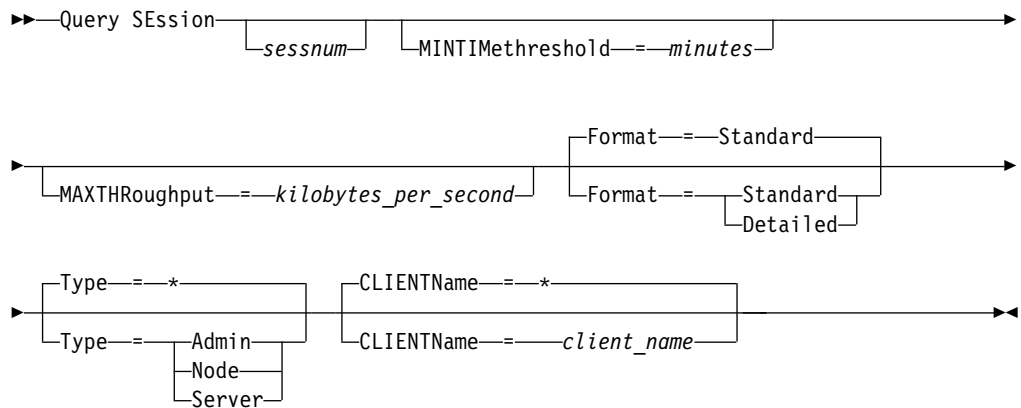 Query SEssion
sessnum
MINTIMethreshold = minutes
MAXTHRoughput = kilobytes_per_second
Format = Standard
Format = Standard
Detailed
Type = *
Type = Admin
Node
Server
CLIENTName = *
CLIENTName = client_name